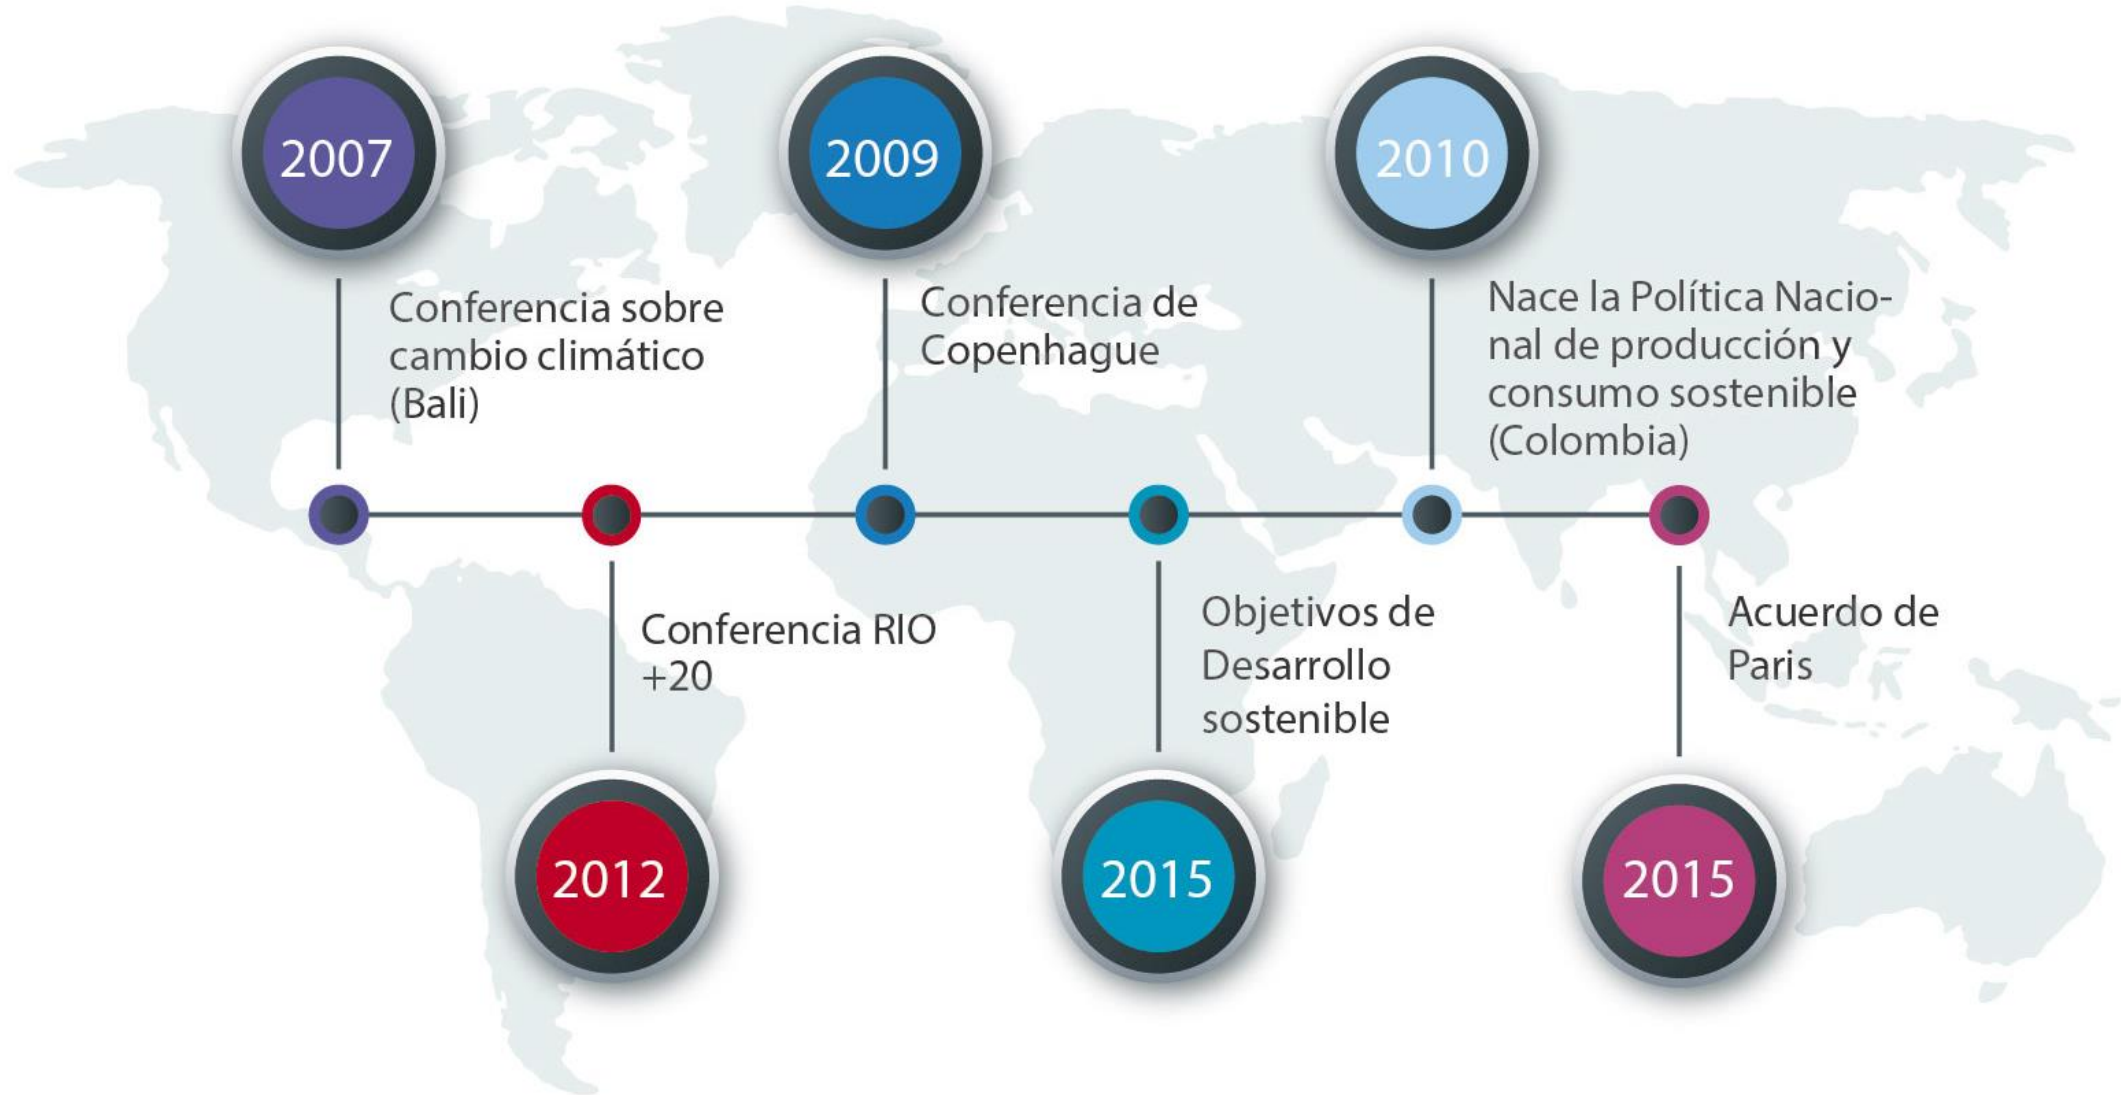 2007
Conferencia sobre
cambio climático
(Bali)
2009
Conferencia de
Copenhague
2010
Nace la Política Nacio-
nal de producción y
consumo sostenible
(Colombia)
Conferencia RIO
+20
2012
Objetivos de
Desarrollo
sostenible
2015
Acuerdo de
Paris
2015